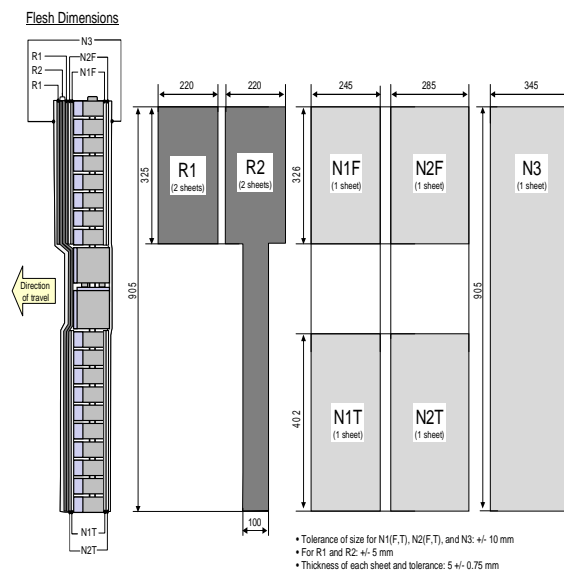 Flesh Dimensions
N3
R1
N2F
R2
N1F
R1
220
220
245
285
345
R1
(2 sheets)
R2
(2 sheets)
N1F
(1 sheet)
N2F
(1 sheet)
N3
(1 sheet)
325
326
905
905
Direction
of travel
402
N1T
(1 sheet)
N2T
(1 sheet)
100
N1T
N2T
• Tolerance of size for N1(F,T), N2(F,T), and N3: +/- 10 mm
• For R1 and R2: +/- 5 mm
• Thickness of each sheet and tolerance: 5 +/- 0.75 mm